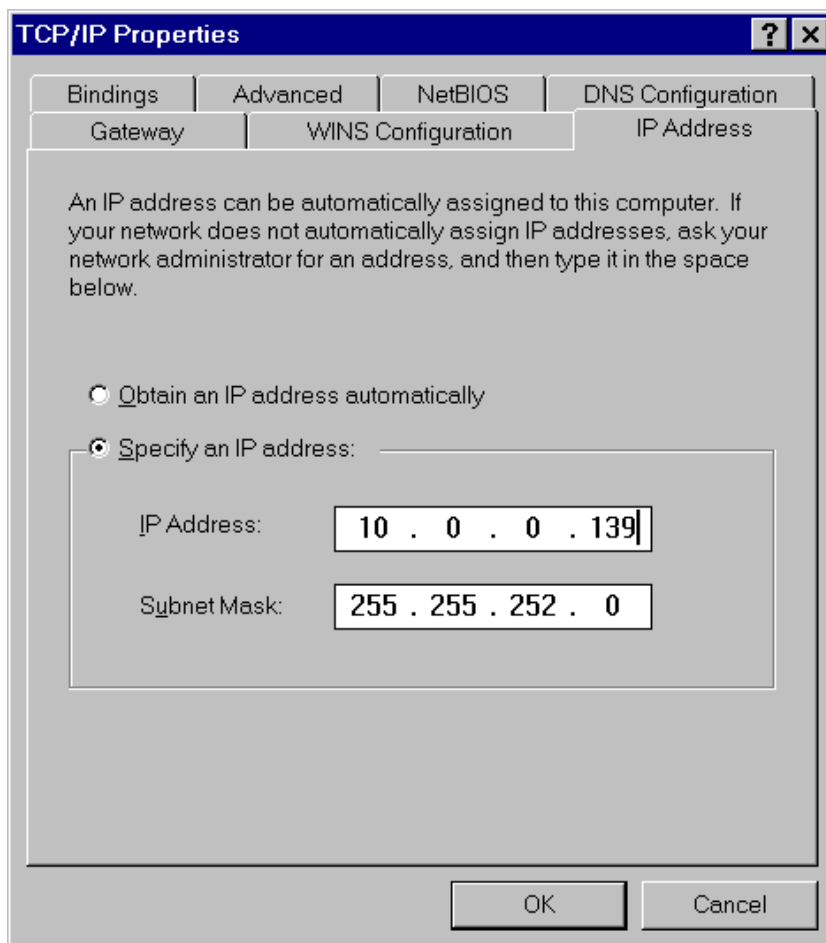 TCP/IP Properties
Bindings Advanced NetBIOS DNS Configuration
Gateway WINS Configuration IP Address
An IP address can be automatically assigned to this computer. If
your network does not automatically assign IP addresses, ask your
network administrator for an address, and then type it in the space
below.
Obtain an IP address automatically
Specify an IP address:
IP Address: 10 . 0 . 0 . 139
Subnet Mask: 255 . 255 . 252 . 0
OK Cancel